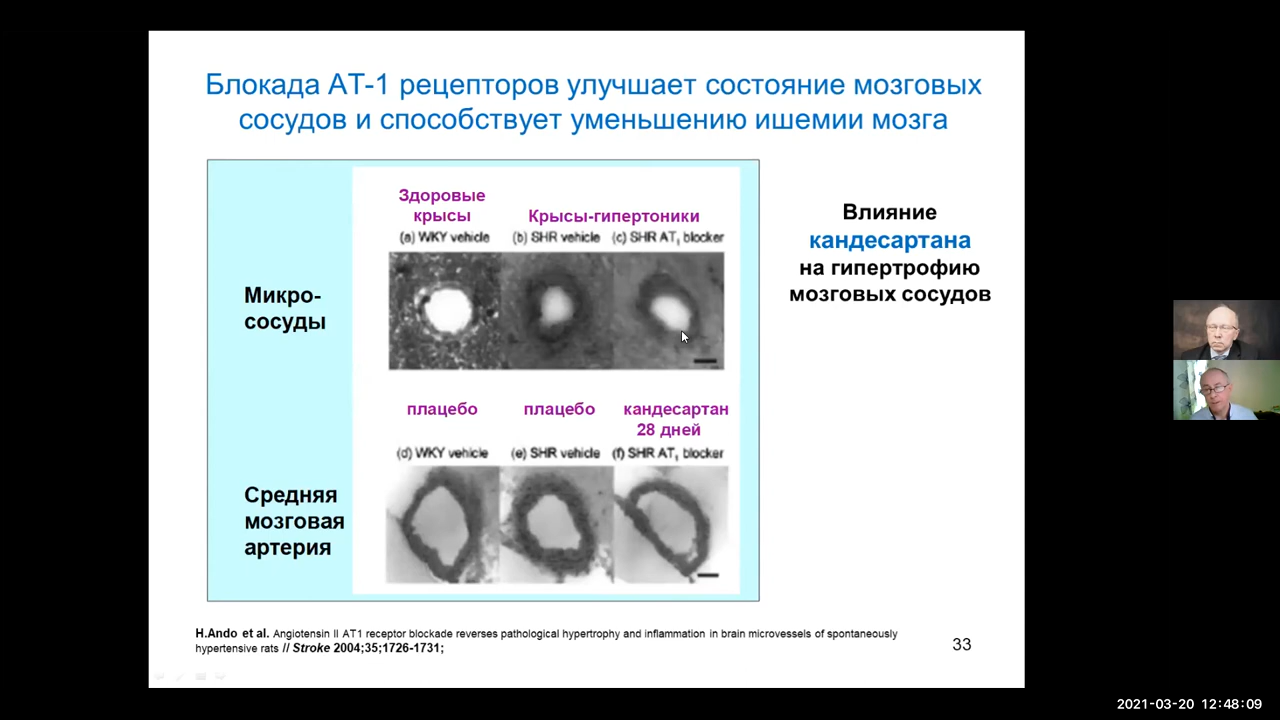 Блокада АТ-1 рецепторов улучшает состояние мозговых
сосудов и способствует уменьшению ишемии мозга
Здоровые
крысы
Крысы-гипертоники
(a) WKY vehicle (b) SHR vehicle (c) SHR AT₁ blocker
Микро-
сосуды
Влияние
кандесартана
на гипертрофию
мозговых сосудов
плацебо плацебо кандесартан
28 дней
(d) WKY vehicle (e) SHR vehicle (f) SHR AT₁ blocker
Средняя
мозговая
артерия
H.Ando et al. Angiotensin II AT1 receptor blockade reverses pathological hypertrophy and inflammation in brain microvessels of spontaneously
hypertensive rats // Stroke 2004;35;1726-1731;
33
2021-03-20 12:48:09